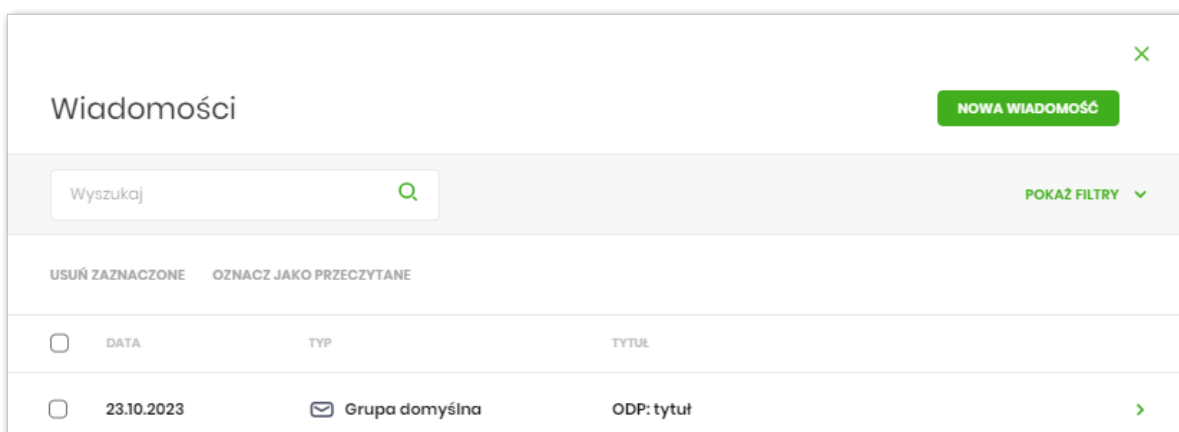 Wiadomości
NOWA WIADOMOŚĆ
Wyszukaj
POKAŻ FILTRY
USUŃ ZAZNACZONE OZNACZ JAKO PRZECZYTANE
DATA TYP TYTUŁ
23.10.2023 Grupa domyślna ODP: tytuł